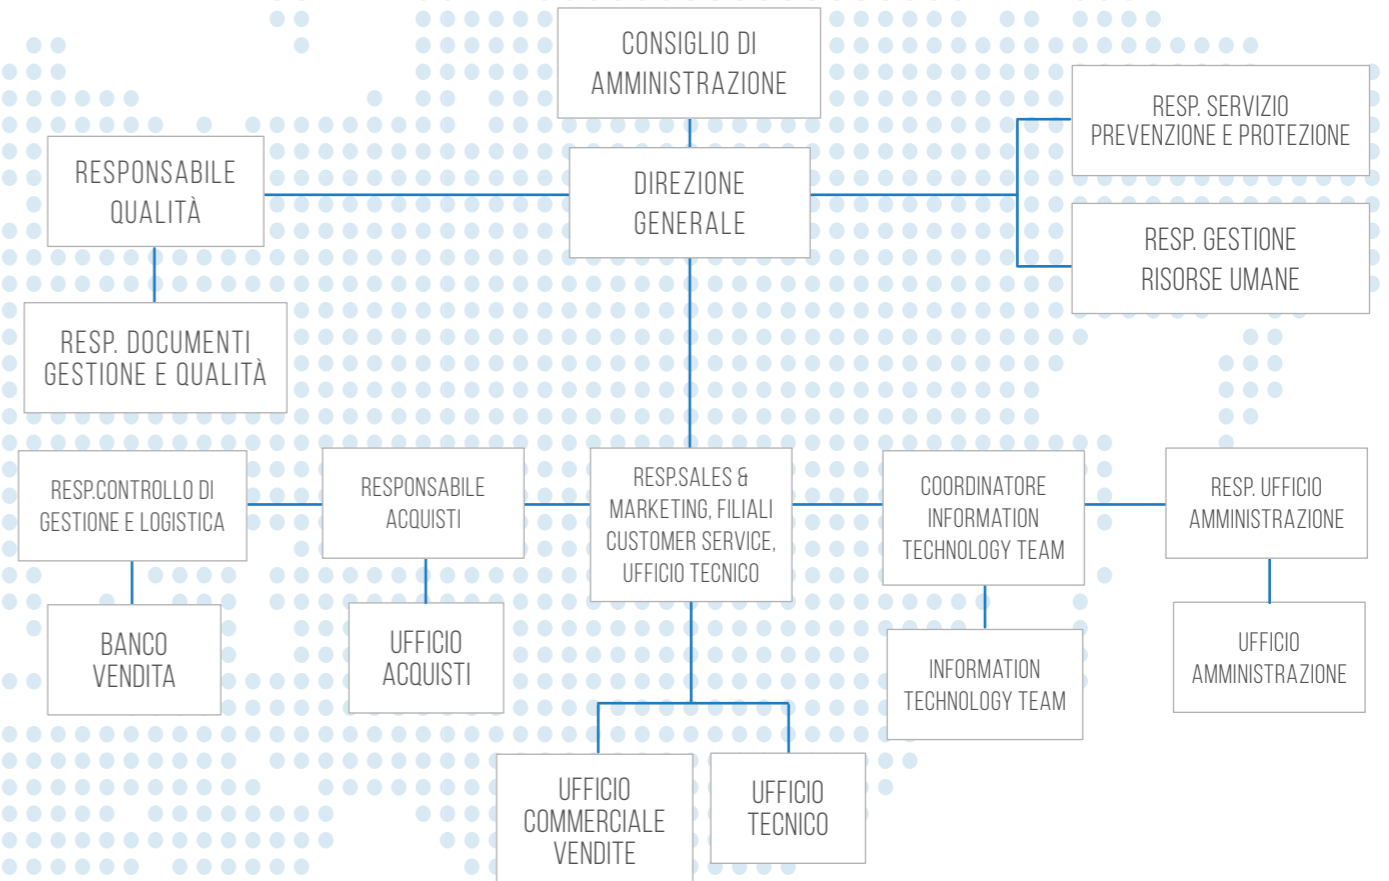 CONSIGLIO DI
AMMINISTRAZIONE
RESP. SERVIZIO
PREVENZIONE E PROTEZIONE
RESPONSABILE
QUALITÀ
DIREZIONE
GENERALE
RESP. GESTIONE
RISORSE UMANE
RESP. DOCUMENTI
GESTIONE E QUALITÀ
RESP.CONTROLLO DI
GESTIONE E LOGISTICA
RESPONSABILE
ACQUISTI
RESP.SALES &
MARKETING, FILIALI
CUSTOMER SERVICE,
UFFICIO TECNICO
COORDINATORE
INFORMATION
TECHNOLOGY TEAM
RESP. UFFICIO
AMMINISTRAZIONE
BANCO
VENDITA
UFFICIO
ACQUISTI
INFORMATION
TECHNOLOGY TEAM
UFFICIO
AMMINISTRAZIONE
UFFICIO
COMMERCIALE
VENDITE
UFFICIO
TECNICO